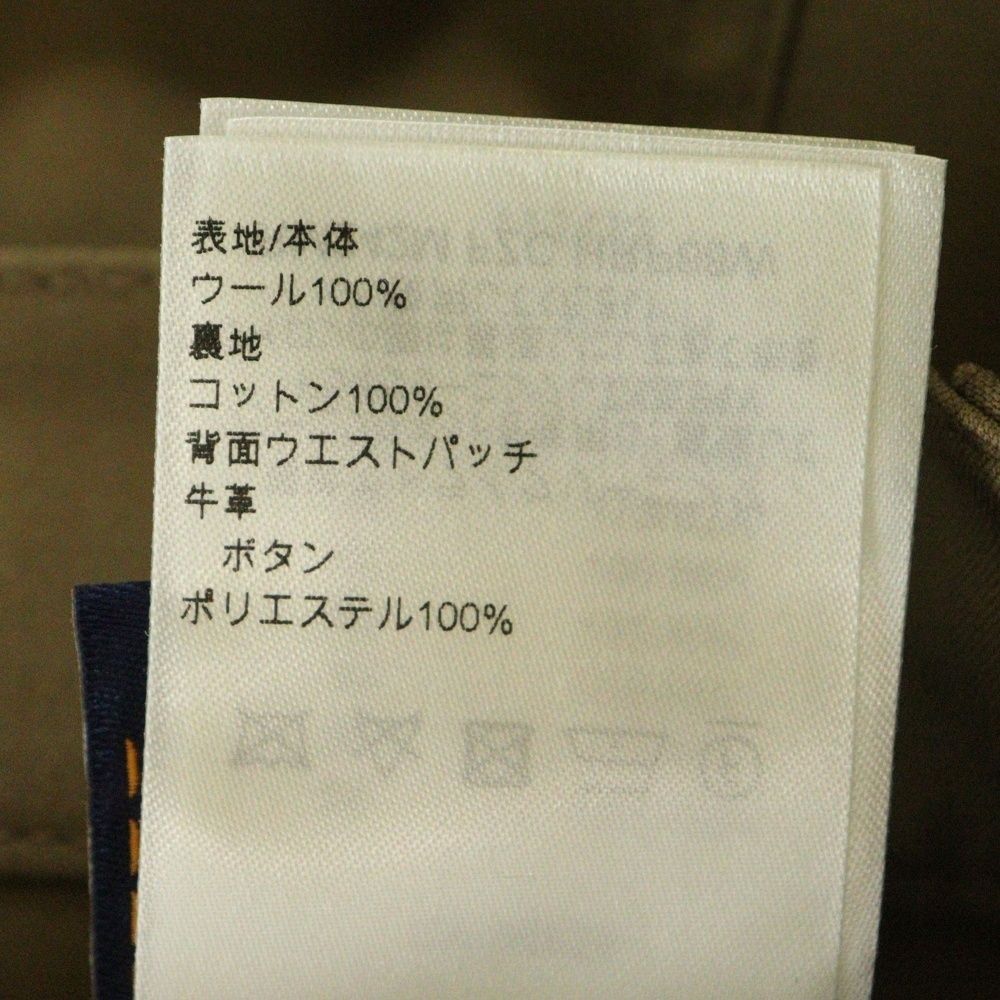 表地/本体
ウール100%
裏地
コットン100%
背面ウエストパッチ
牛革
ボタン
ポリエステル100%